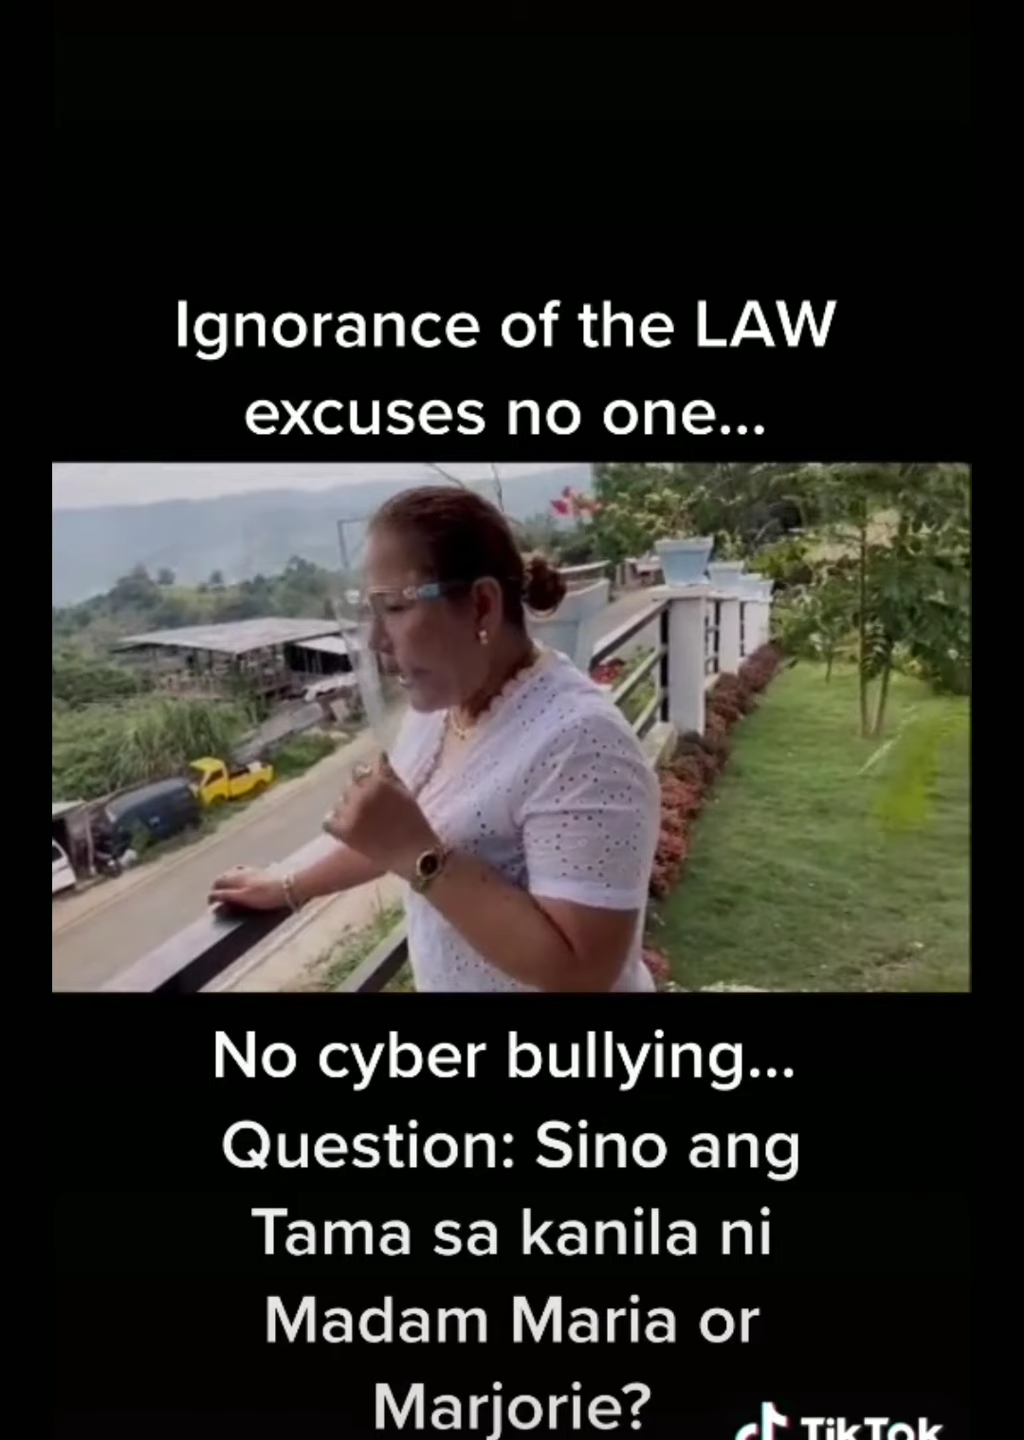 Ignorance of the LAW
excuses no one...
No cyber bullying...
Question: Sino ang
Tama sa kanila ni
Madam Maria or
Marjorie?
TikTok